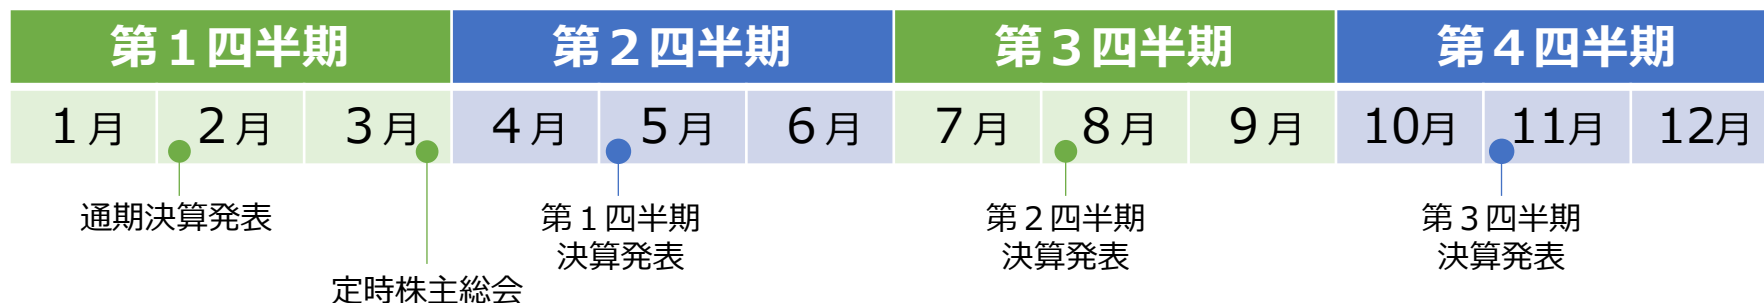 第１四半期 第２四半期 第３四半期 第４四半期
１月 ２月 ３月 ４月 ５月 ６月 ７月 ８月 ９月 10月 11月 12月
通期決算発表
定時株主総会
第１四半期
決算発表
第２四半期
決算発表
第３四半期
決算発表